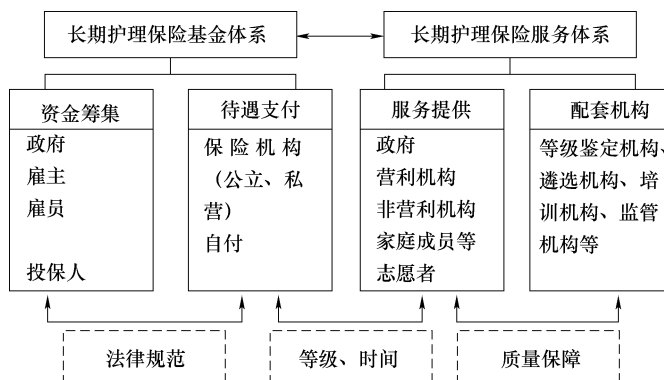 长期护理保险基金体系
长期护理保险服务体系
资金筹集
政府
雇主
雇员
投保人
待遇支付
保险机构
（公立、私
营）
自付
服务提供
政府
营利机构
非营利机构
家庭成员等
志愿者
配套机构
等级鉴定机构、
遴选机构、培
训机构、监管
机构等
法律规范
等级、时间
质量保障